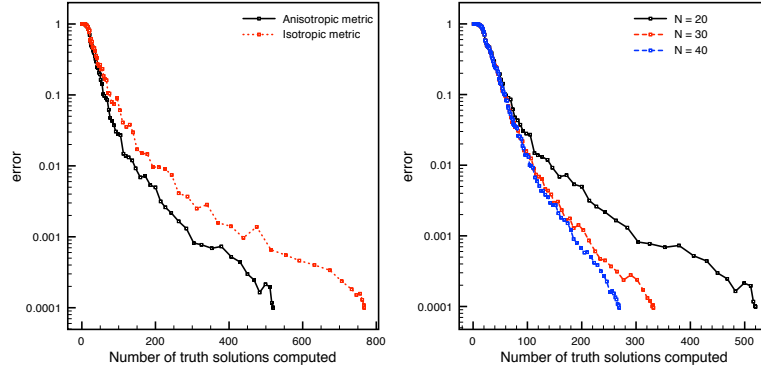 Anisotropic metric
Isotropic metric
error
1
0.1
0.01
0.001
0.0001
0 200 400 600 800
Number of truth solutions computed
N = 20
N = 30
N = 40
error
1
0.1
0.01
0.001
0.0001
0 100 200 300 400 500
Number of truth solutions computed